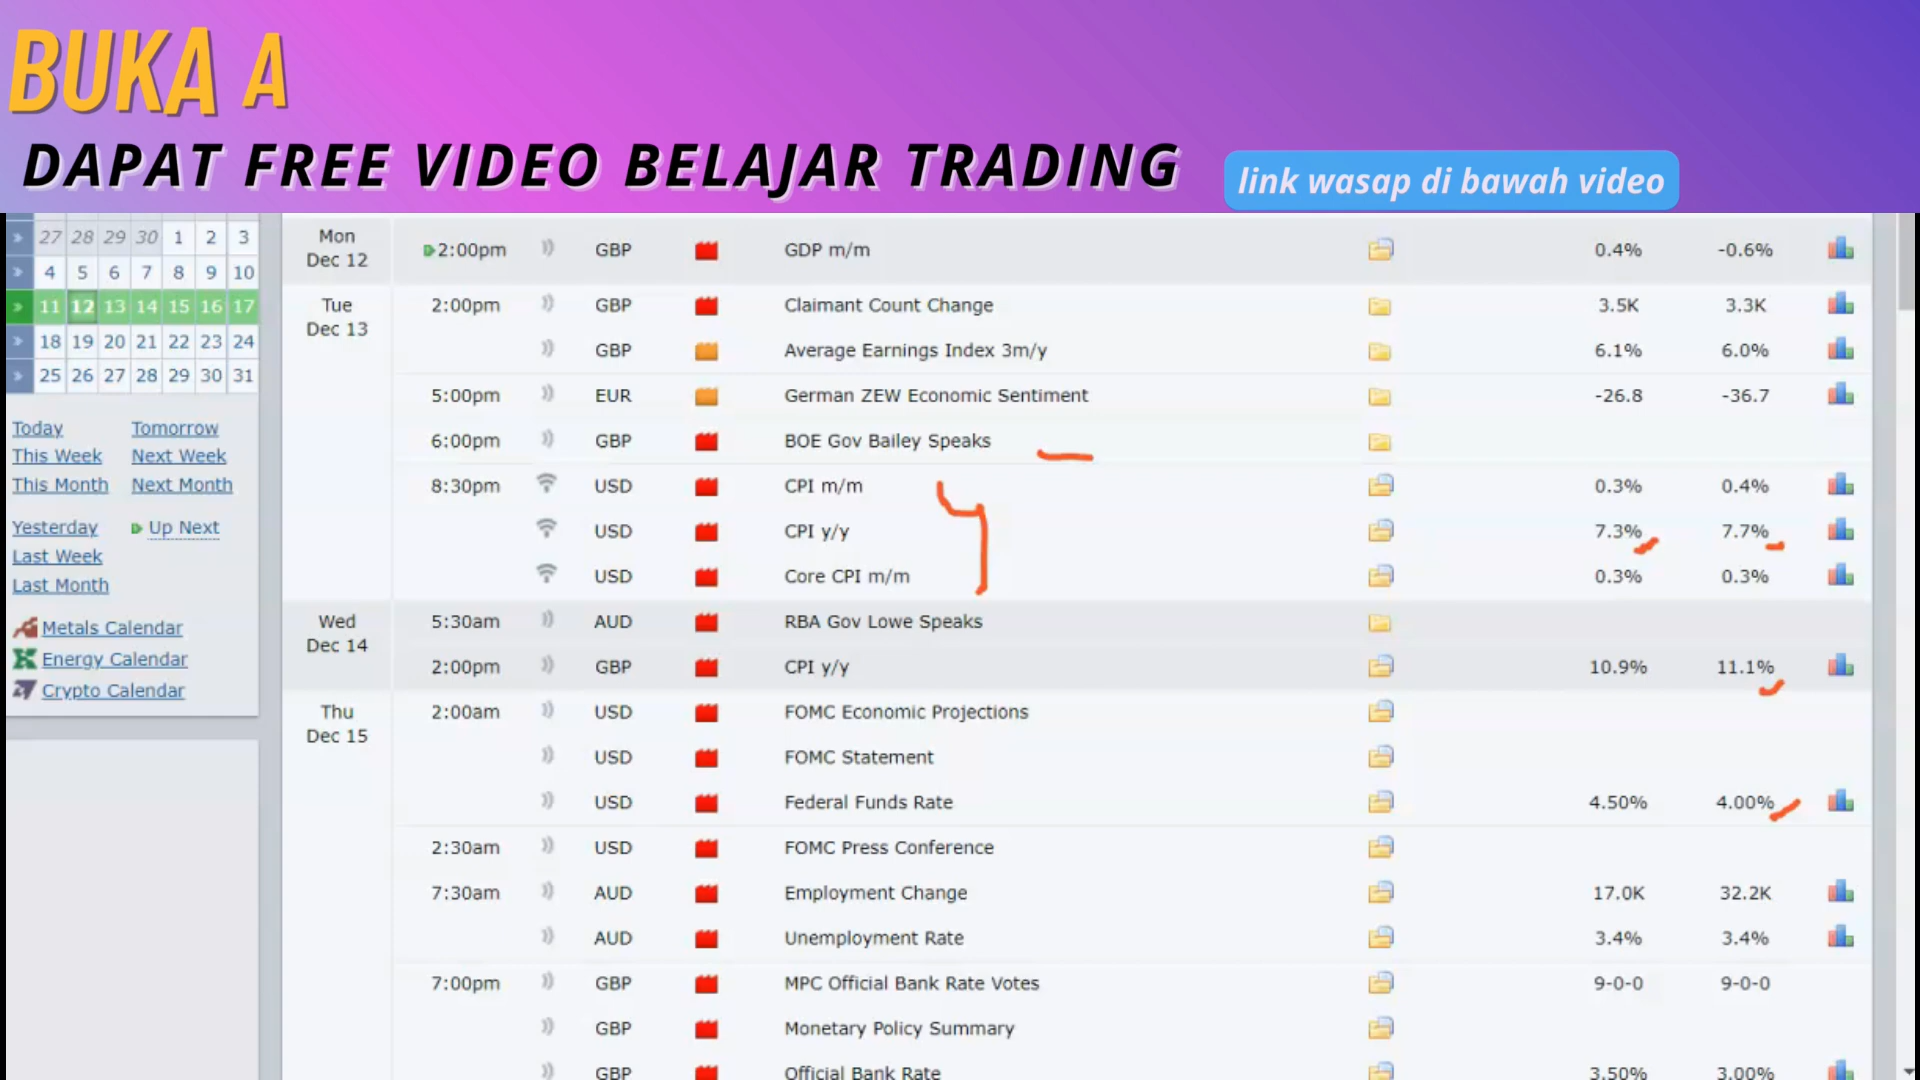 BUKA A
DAPAT FREE VIDEO BELAJAR TRADING
link wasap di bawah video
27 28 29 30 1 2 3
4 5 6 7 8 9 10
11 12 13 14 15 16 17
18 19 20 21 22 23 24
25 26 27 28 29 30 31
Today Tomorrow
This Week Next Week
This Month Next Month
Yesterday Up Next
Last Week
Last Month
Metals Calendar
Energy Calendar
Crypto Calendar
Mon Dec 12 2:00pm GBP GDP m/m 0.4% -0.6%
Tue Dec 13 2:00pm GBP Claimant Count Change 3.5K 3.3K
GBP Average Earnings Index 3m/y 6.1% 6.0%
5:00pm EUR German ZEW Economic Sentiment -26.8 -36.7
6:00pm GBP BOE Gov Bailey Speaks
8:30pm USD CPI m/m 0.3% 0.4%
USD CPI y/y 7.3% 7.7%
USD Core CPI m/m 0.3% 0.3%
Wed Dec 14 5:30am AUD RBA Gov Lowe Speaks
2:00pm GBP CPI y/y 10.9% 11.1%
Thu Dec 15 2:00am USD FOMC Economic Projections
USD FOMC Statement
USD Federal Funds Rate 4.50% 4.00%
2:30am USD FOMC Press Conference
7:30am AUD Employment Change 17.0K 32.2K
AUD Unemployment Rate 3.4% 3.4%
7:00pm GBP MPC Official Bank Rate Votes 9-0-0 9-0-0
GBP Monetary Policy Summary
GBP Official Bank Rate 3.50% 3.00%